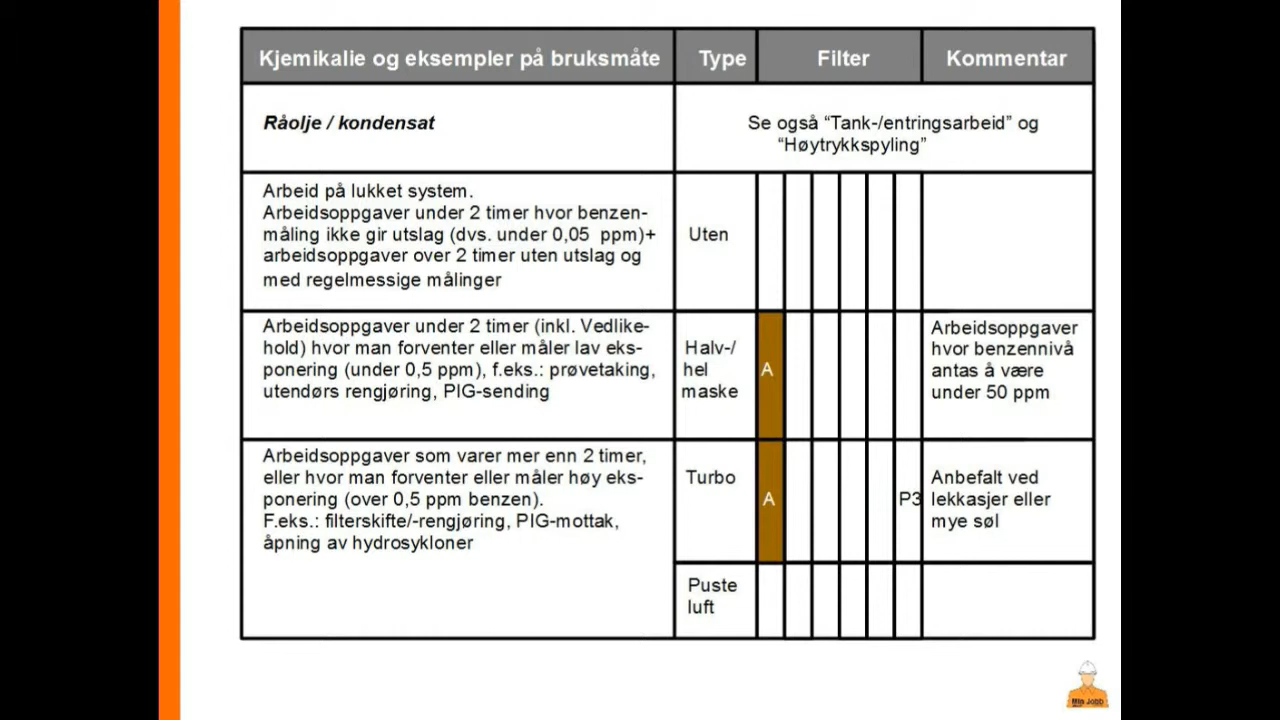 Kjemikalie og eksempler på bruksmåte Type Filter Kommentar
Råolje / kondensat
Se også “Tank-/entringsarbeid” og
“Høytrykkspyling”
Arbeid på lukket system.
Arbeidsoppgaver under 2 timer hvor benzen-
måling ikke gir utslag (dvs. under 0,05 ppm)+
arbeidsoppgaver over 2 timer uten utslag og
med regelmessige målinger
Uten
Arbeidsoppgaver under 2 timer (inkl. Vedlike-
hold) hvor man forventer eller måler lav eks-
ponering (under 0,5 ppm), f.eks.: prøvetaking,
utendørs rengjøring, PIG-sending
Halv-/
hel
maske
A
Arbeidsoppgaver
hvor benzennivå
antas å være
under 50 ppm
Arbeidsoppgaver som varer mer enn 2 timer,
eller hvor man forventer eller måler høy eks-
ponering (over 0,5 ppm benzen).
F.eks.: filterskifte/-rengjøring, PIG-mottak,
åpning av hydrosykloner
Turbo
A
P3
Anbefalt ved
lekkasjer eller
mye søl
Puste
luft
Min Jobb